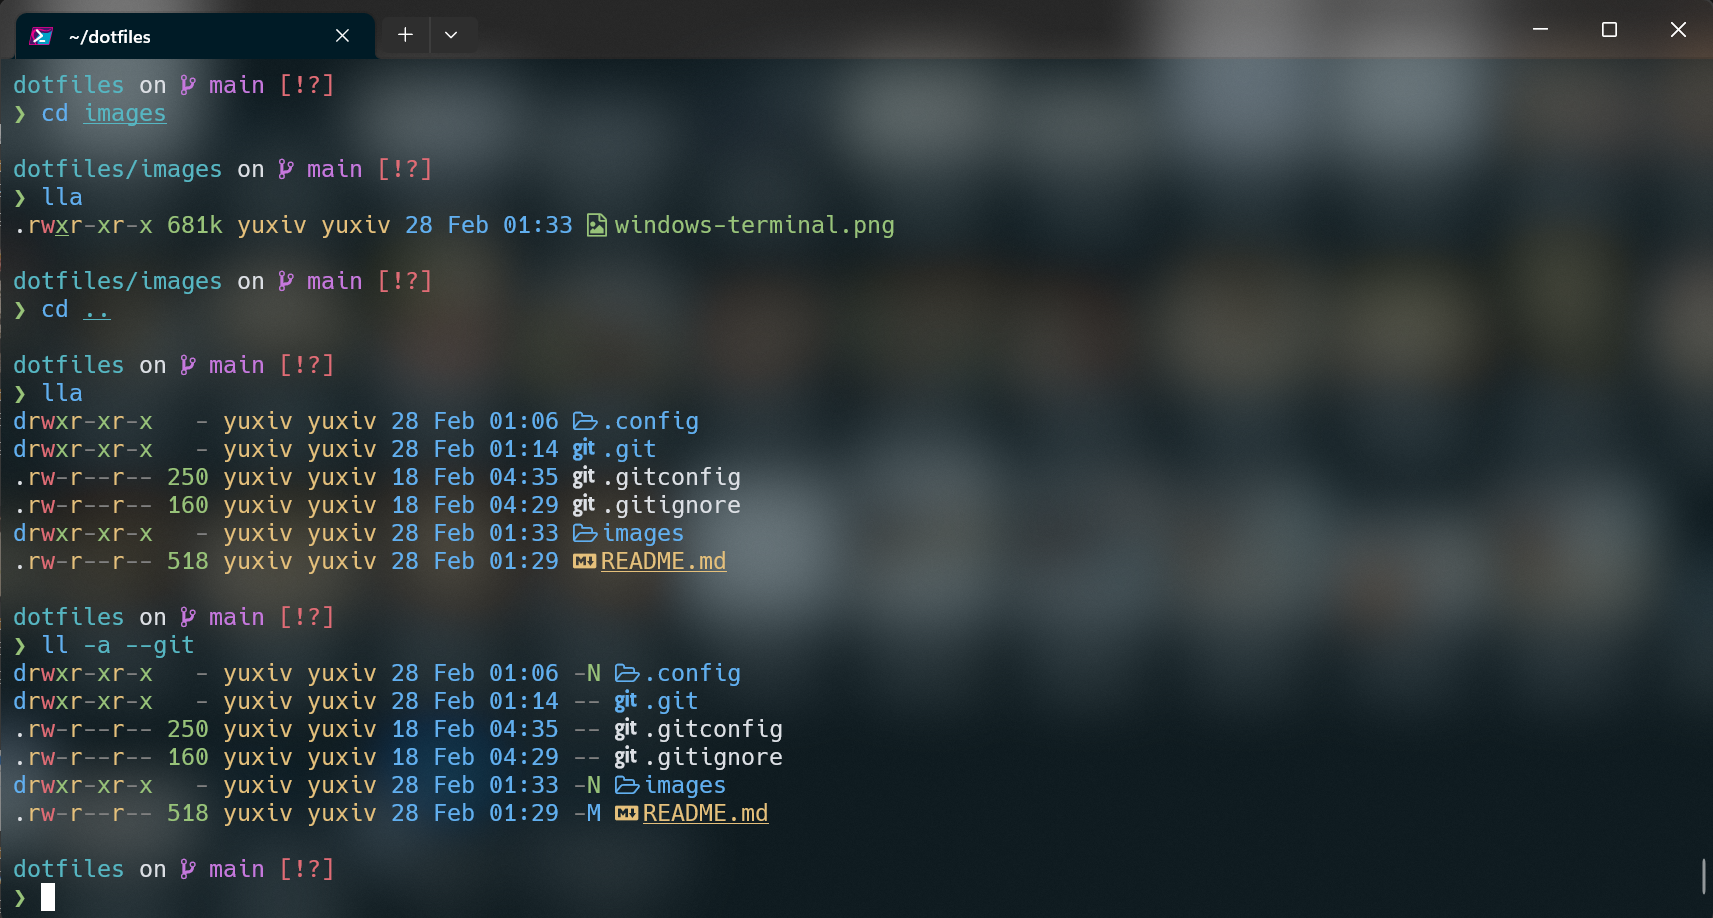 ~/dotfiles
dotfiles on main [!?]
❯ cd images
dotfiles/images on main [!?]
❯ lla
.rwxr-xr-x 681k yuxiv yuxiv 28 Feb 01:33 windows-terminal.png
dotfiles/images on main [!?]
❯ cd ..
dotfiles on main [!?]
❯ lla
drwxr-xr-x - yuxiv yuxiv 28 Feb 01:06 .config
drwxr-xr-x - yuxiv yuxiv 28 Feb 01:14 git .git
.rw-r--r-- 250 yuxiv yuxiv 18 Feb 04:35 git .gitconfig
.rw-r--r-- 160 yuxiv yuxiv 18 Feb 04:29 git .gitignore
drwxr-xr-x - yuxiv yuxiv 28 Feb 01:33 images
.rw-r--r-- 518 yuxiv yuxiv 28 Feb 01:29 README.md
dotfiles on main [!?]
❯ ll -a --git
drwxr-xr-x - yuxiv yuxiv 28 Feb 01:06 -N .config
drwxr-xr-x - yuxiv yuxiv 28 Feb 01:14 -- git .git
.rw-r--r-- 250 yuxiv yuxiv 18 Feb 04:35 -- git .gitconfig
.rw-r--r-- 160 yuxiv yuxiv 18 Feb 04:29 -- git .gitignore
drwxr-xr-x - yuxiv yuxiv 28 Feb 01:33 -N images
.rw-r--r-- 518 yuxiv yuxiv 28 Feb 01:29 -M README.md
dotfiles on main [!?]
❯